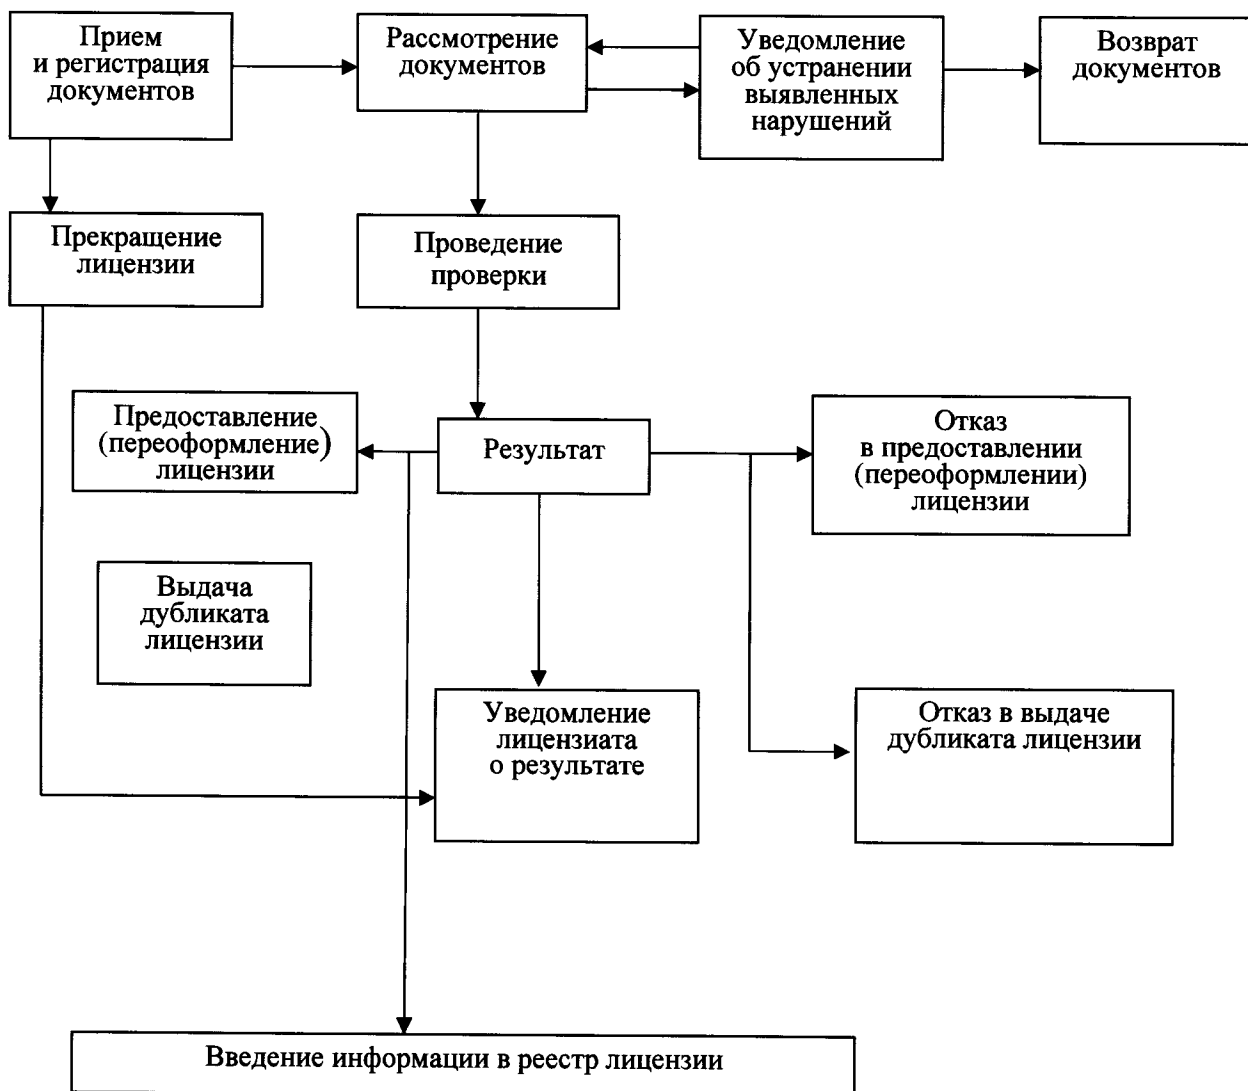 Прием
и регистрация
документов
Рассмотрение
документов
Уведомление
об устранении
выявленных
нарушений
Возврат
документов
Прекращение
лицензии
Проведение
проверки
Предоставление
(переоформление)
лицензии
Результат
Отказ
в предоставлении
(переоформлении)
лицензии
Выдача
дубликата
лицензии
Уведомление
лицензиата
о результате
Отказ в выдаче
дубликата лицензии
Введение информации в реестр лицензии